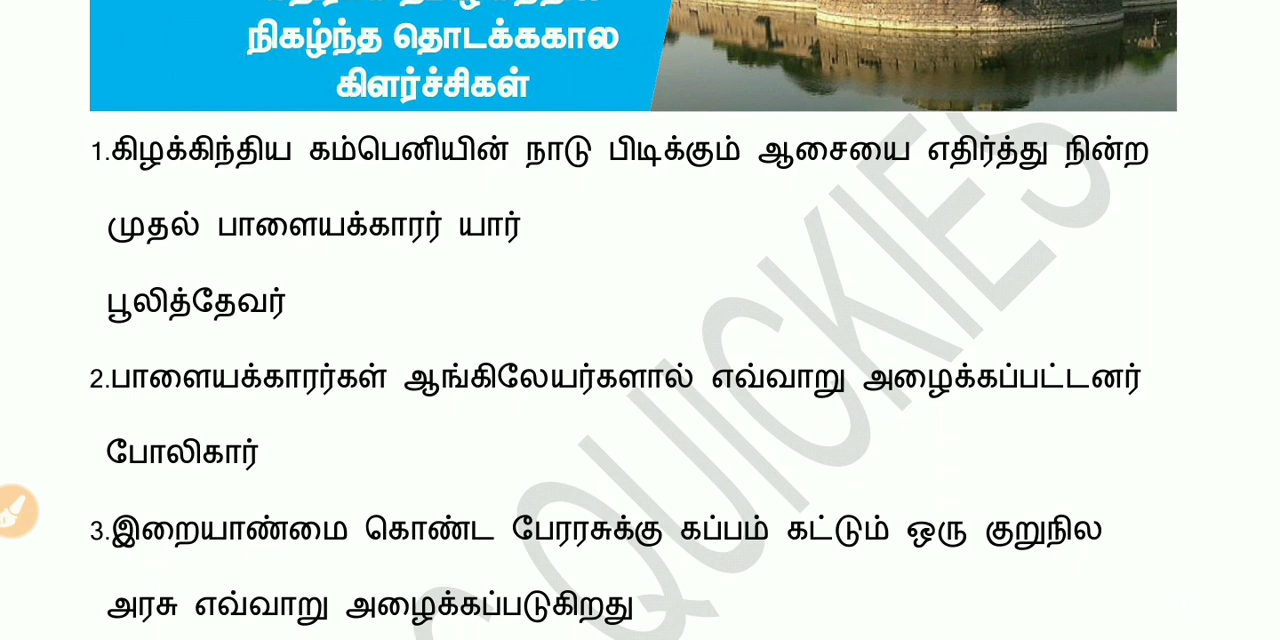 நிகழ்ந்த தொடக்ககால
கிளர்ச்சிகள்
1.கிழக்கிந்திய கம்பெனியின் நாடு பிடிக்கும் ஆசையை எதிர்த்து நின்ற
முதல் பாளையக்காரர் யார்
பூலித்தேவர்
2.பாளையக்காரர்கள் ஆங்கிலேயர்களால் எவ்வாறு அழைக்கப்பட்டனர்
போலிகார்
3.இறையாண்மை கொண்ட பேரரசுக்கு கப்பம் கட்டும் ஒரு குறுநில
அரசு எவ்வாறு அழைக்கப்படுகிறது
QUICKIES